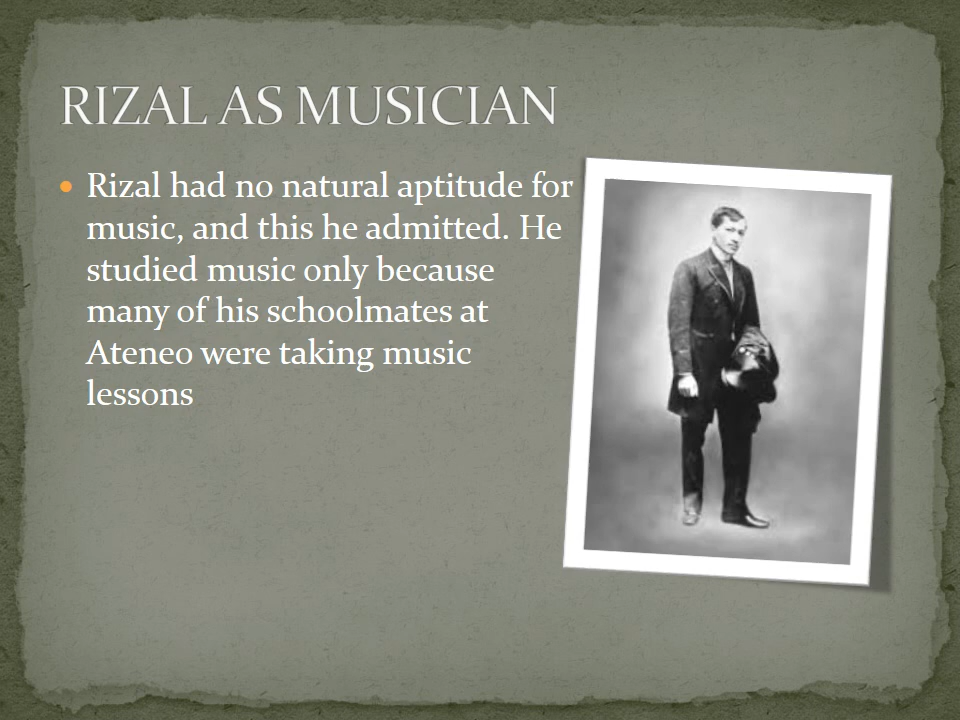 RIZAL AS MUSICIAN
Rizal had no natural aptitude for
music, and this he admitted. He
studied music only because
many of his schoolmates at
Ateneo were taking music
lessons